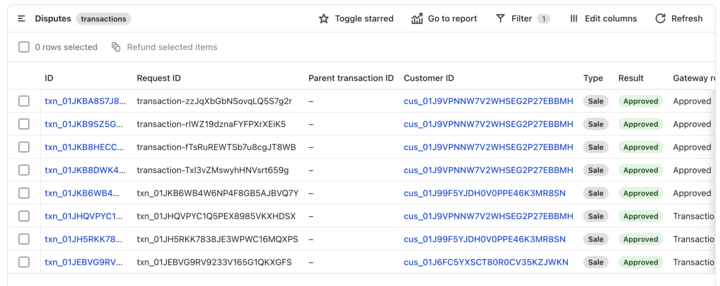 Disputes transactions Toggle starred Go to report Filter 1 Edit columns Refresh
0 rows selected Refund selected items
ID Request ID Parent transaction ID Customer ID Type Result Gateway re
txn_01JKBA8S7J8... transaction-zzJqXbGbNSovqLQ5S7g2r – cus_01J9VPNNW7V2WHSEG2P27EBBMH Sale Approved Approved
txn_01JKB9SZ5G... transaction-rIWZ19dznaFYFPXrXEiK5 – cus_01J9VPNNW7V2WHSEG2P27EBBMH Sale Approved Approved
txn_01JKB8HECC... transaction-fTsRuREWTSb7u8cgJT8WB – cus_01J9VPNNW7V2WHSEG2P27EBBMH Sale Approved Approved
txn_01JKB8DWK4... transaction-Txl3vZMswyhHNVsrt659g – cus_01J9VPNNW7V2WHSEG2P27EBBMH Sale Approved Approved
txn_01JKB6WB4... txn_01JKB6WB4W6NP4F8GB5AJBVQ7Y – cus_01J99F5YJDH0V0PPE46K3MR8SN Sale Approved Approved
txn_01JHQVPYC1... txn_01JHQVPYC1Q5PEX8985VKXHDSX – cus_01J9VPNNW7V2WHSEG2P27EBBMH Sale Approved Transactio
txn_01JH5RKK78... txn_01JH5RKK7838JE3WPWC16MQXPS – cus_01J99F5YJDH0V0PPE46K3MR8SN Sale Approved Transactio
txn_01JEBVG9RV... txn_01JEBVG9RV9233V165G1QKXGFS – cus_01J6FC5YXSCT80R0CV35KZJWKN Sale Approved Transactio